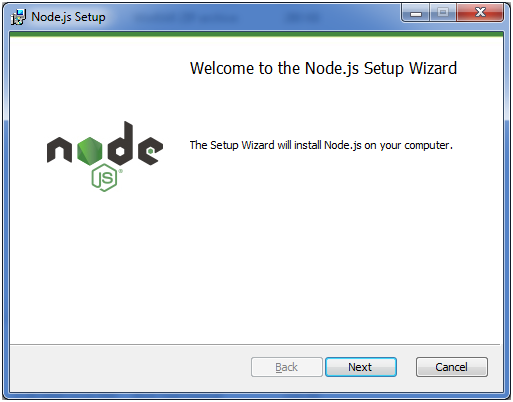 Node.js Setup
Welcome to the Node.js Setup Wizard
node
JS
The Setup Wizard will install Node.js on your computer.
Back
Next
Cancel